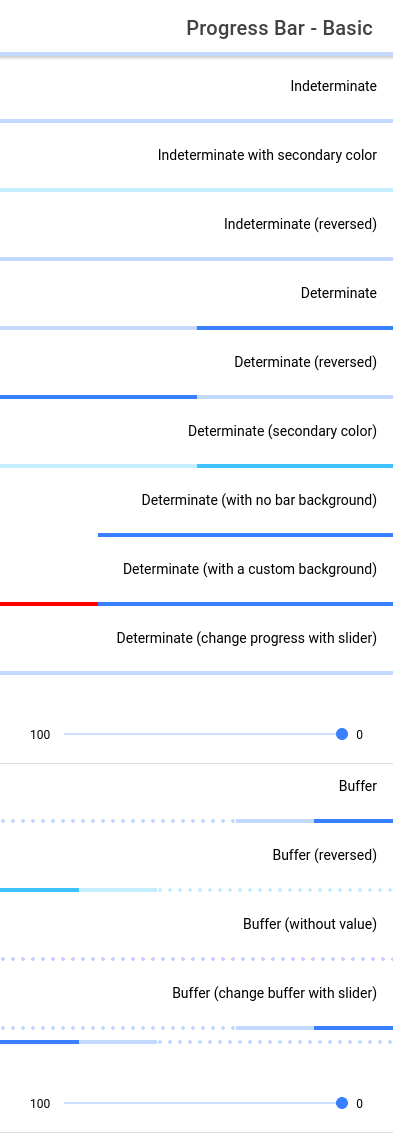 Progress Bar - Basic
Indeterminate
Indeterminate with secondary color
Indeterminate (reversed)
Determinate
Determinate (reversed)
Determinate (secondary color)
Determinate (with no bar background)
Determinate (with a custom background)
Determinate (change progress with slider)
100 0
Buffer
Buffer (reversed)
Buffer (without value)
Buffer (change buffer with slider)
100 0